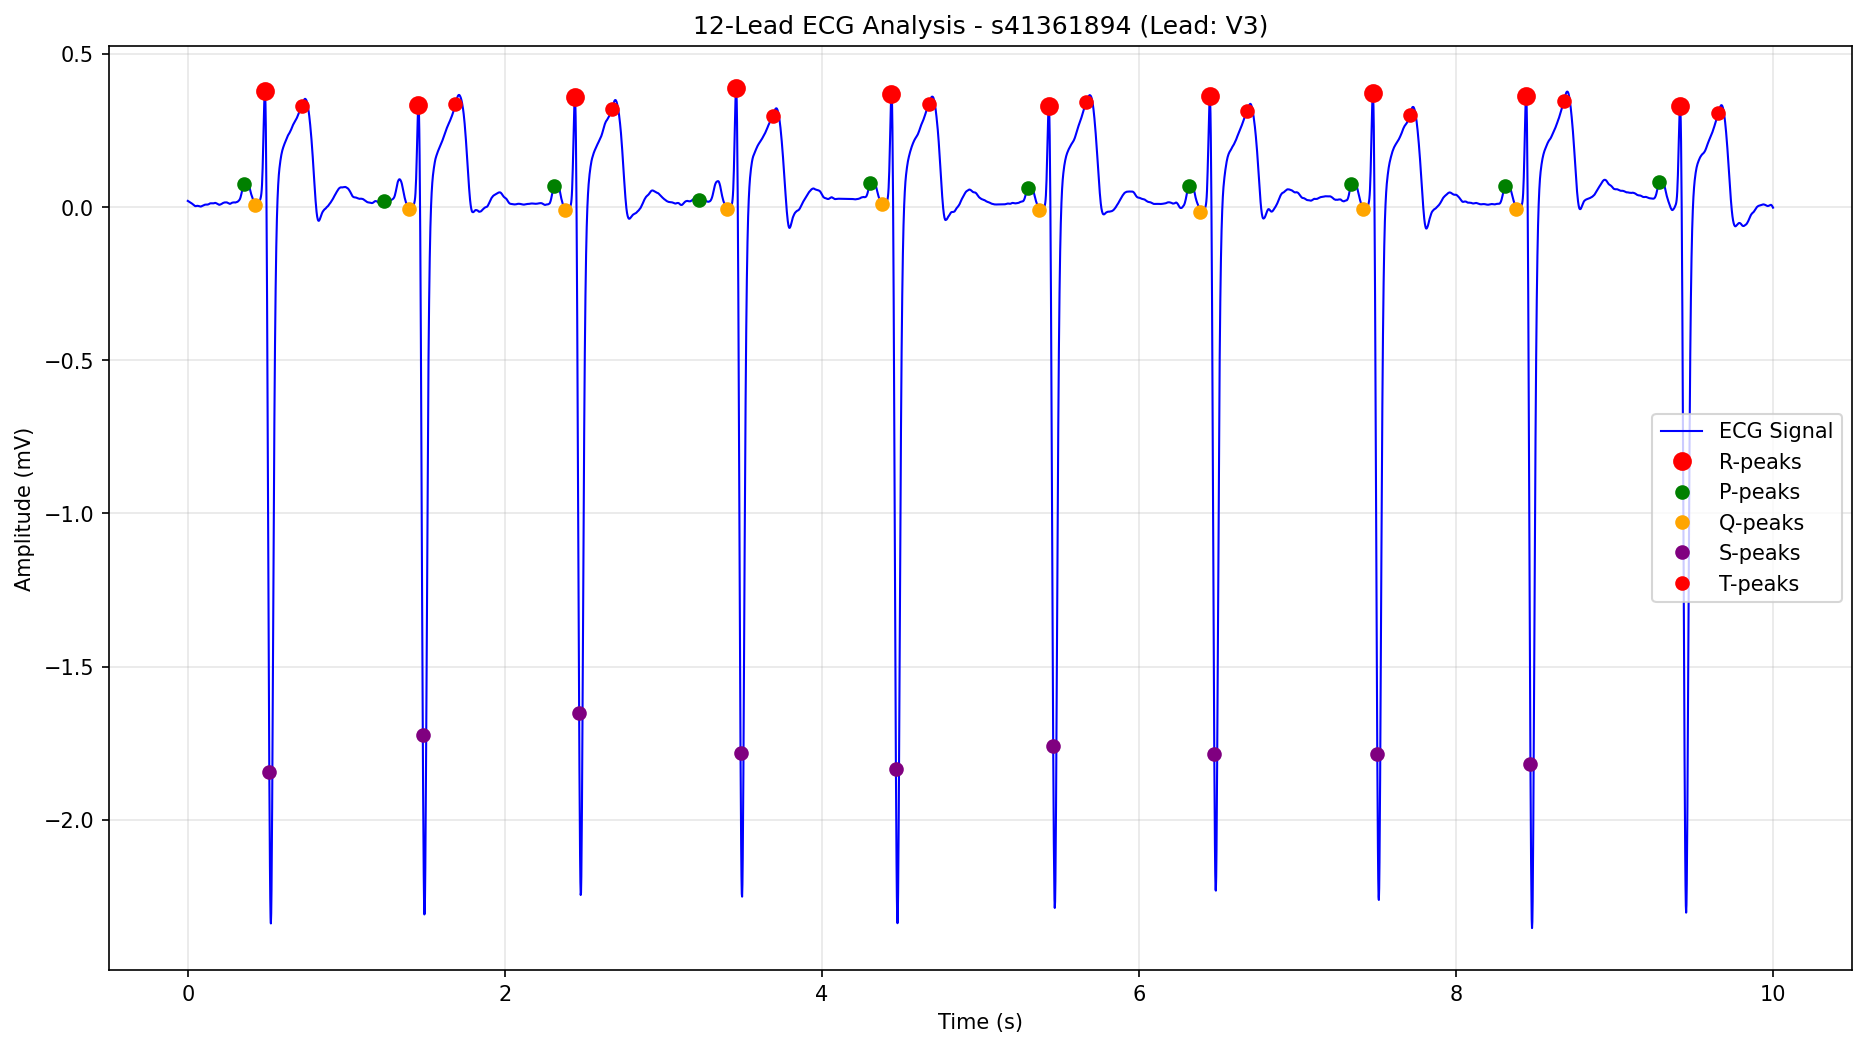 12-Lead ECG Analysis - s41361894 (Lead: V3)
0.5
0.0
−0.5
−1.0
−1.5
−2.0
Amplitude (mV)
ECG Signal
R-peaks
P-peaks
Q-peaks
S-peaks
T-peaks
0 2 4 6 8 10
Time (s)